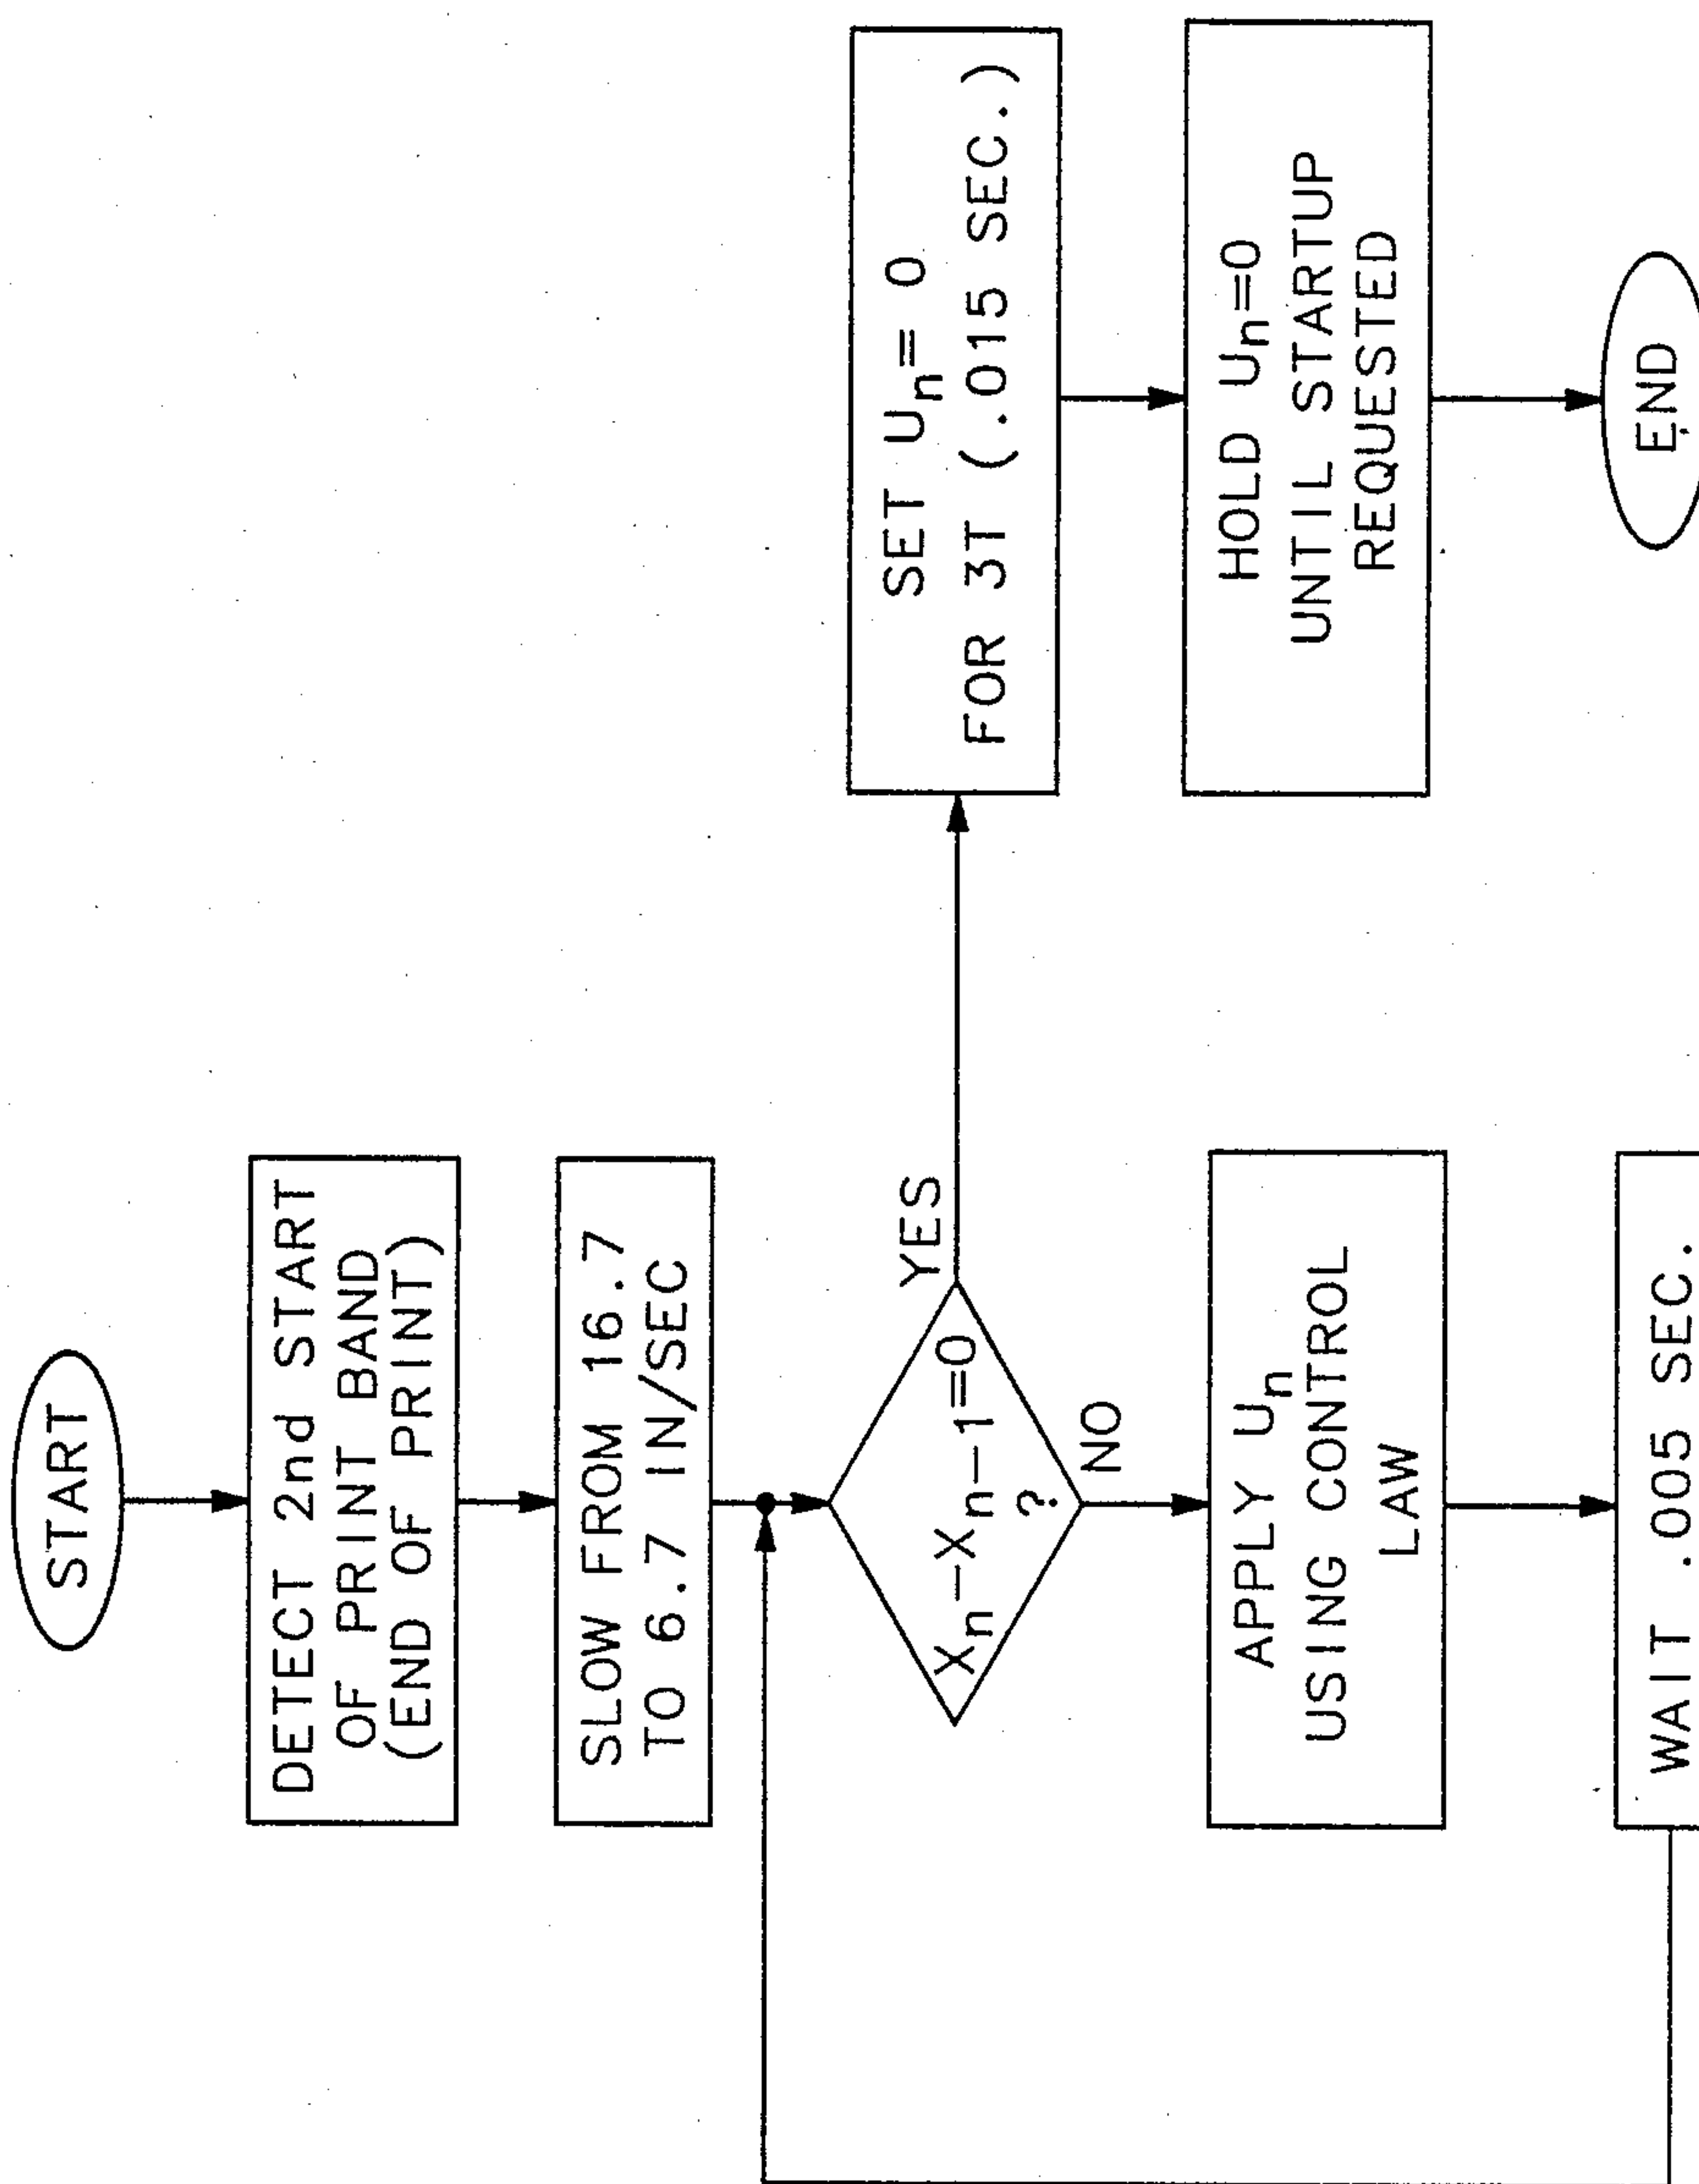 START
DETECT 2nd START
OF PRINT BAND
(END OF PRINT)
SLOW FROM 16.7
TO 6.7 IN/SEC
Xn-Xn-1=0
?
YES
NO
APPLY Un
USING CONTROL
LAW
WAIT .005 SEC.
SET Un= 0
FOR 3T (.015 SEC.)
HOLD Un=0
UNTIL STARTUP
REQUESTED
END